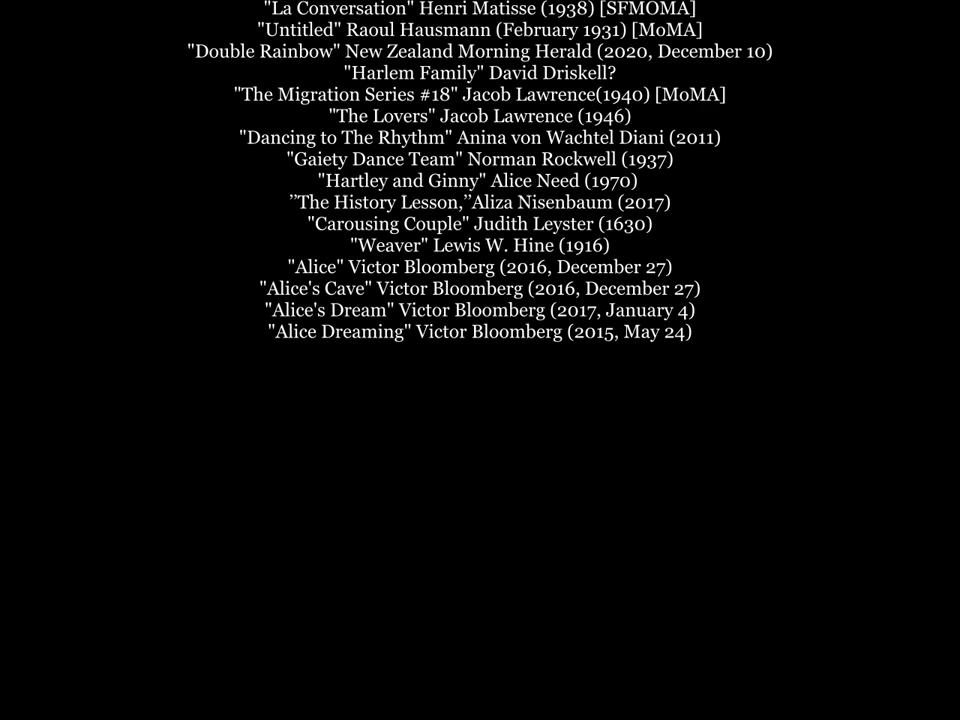 "La Conversation" Henri Matisse (1938) [SFMOMA]
"Untitled" Raoul Hausmann (February 1931) [MoMA]
"Double Rainbow" New Zealand Morning Herald (2020, December 10)
"Harlem Family" David Driskell?
"The Migration Series #18" Jacob Lawrence(1940) [MoMA]
"The Lovers" Jacob Lawrence (1946)
"Dancing to The Rhythm" Anina von Wachtel Diani (2011)
"Gaiety Dance Team" Norman Rockwell (1937)
"Hartley and Ginny" Alice Need (1970)
’’The History Lesson,’’Aliza Nisenbaum (2017)
"Carousing Couple" Judith Leyster (1630)
"Weaver" Lewis W. Hine (1916)
"Alice" Victor Bloomberg (2016, December 27)
"Alice's Cave" Victor Bloomberg (2016, December 27)
"Alice's Dream" Victor Bloomberg (2017, January 4)
"Alice Dreaming" Victor Bloomberg (2015, May 24)